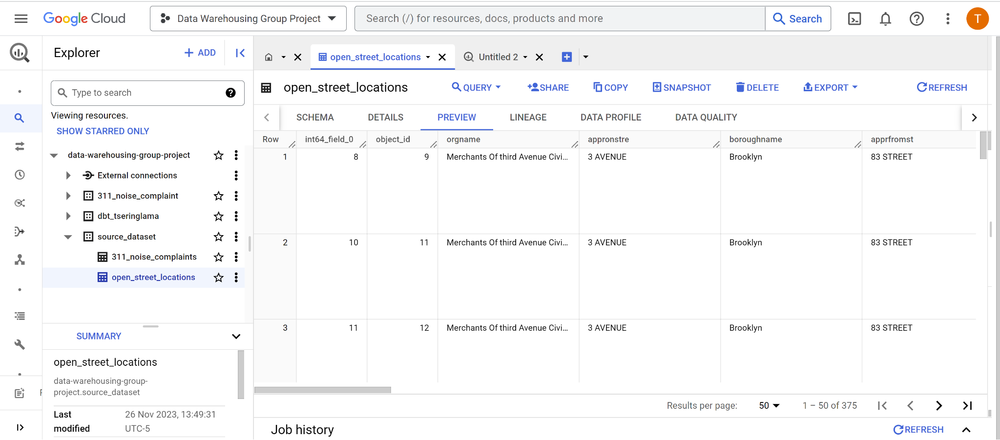 Google Cloud
Data Warehousing Group Project
Search (/) for resources, docs, products and more
Search
T
Explorer
+ ADD
open_street_locations
Untitled 2
Type to search
Viewing resources.
SHOW STARRED ONLY
data-warehousing-group-project
External connections
311_noise_complaint
dbt_tseringlama
source_dataset
311_noise_complaints
open_street_locations
SUMMARY
open_street_locations
data-warehousing-group-
project.source_dataset
Last 26 Nov 2023, 13:49:31
modified UTC-5
open_street_locations
QUERY SHARE COPY SNAPSHOT DELETE EXPORT REFRESH
SCHEMA DETAILS PREVIEW LINEAGE DATA PROFILE DATA QUALITY
Row int64_field_0 object_id orgname appronstre boroughname apprfromst
1 8 9 Merchants Of third Avenue Civi... 3 AVENUE Brooklyn 83 STREET
2 10 11 Merchants Of third Avenue Civi... 3 AVENUE Brooklyn 83 STREET
3 11 12 Merchants Of third Avenue Civi... 3 AVENUE Brooklyn 83 STREET
Results per page: 50 1 – 50 of 375
Job history
REFRESH